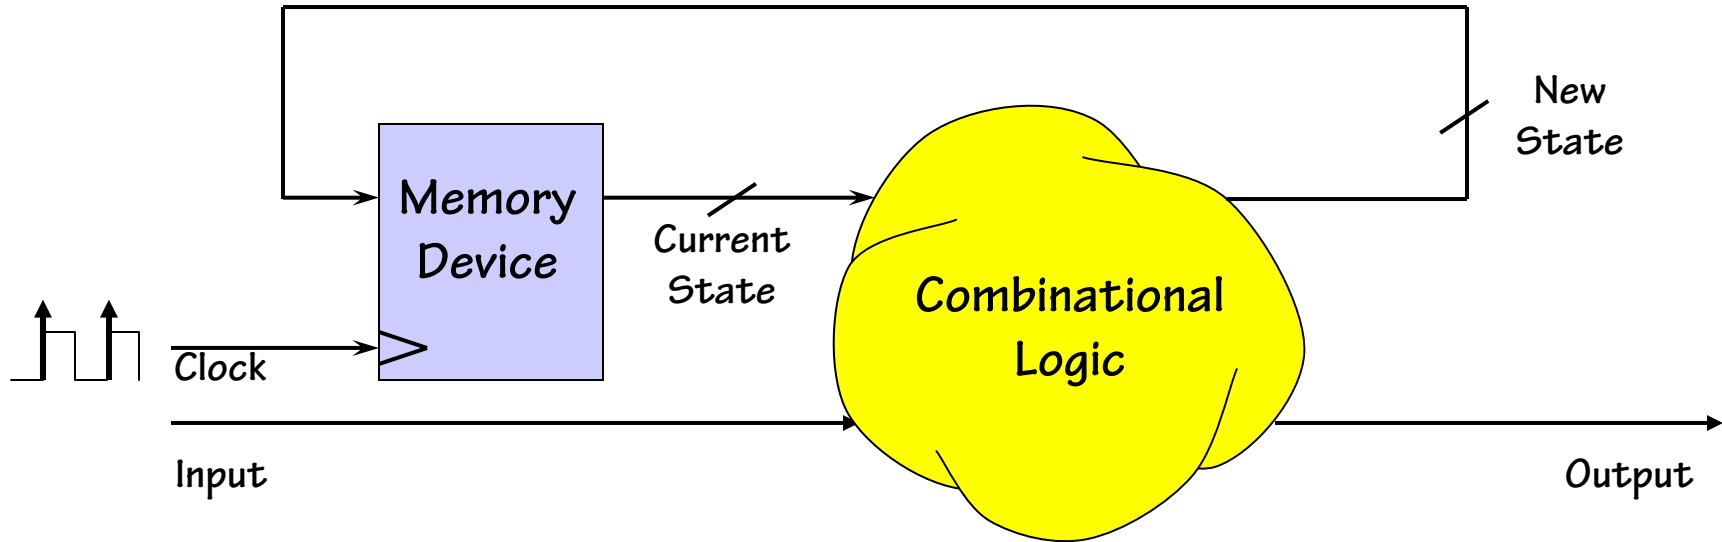 New
State
Memory
Device
Current
State
Combinational
Logic
Clock
Input
Output